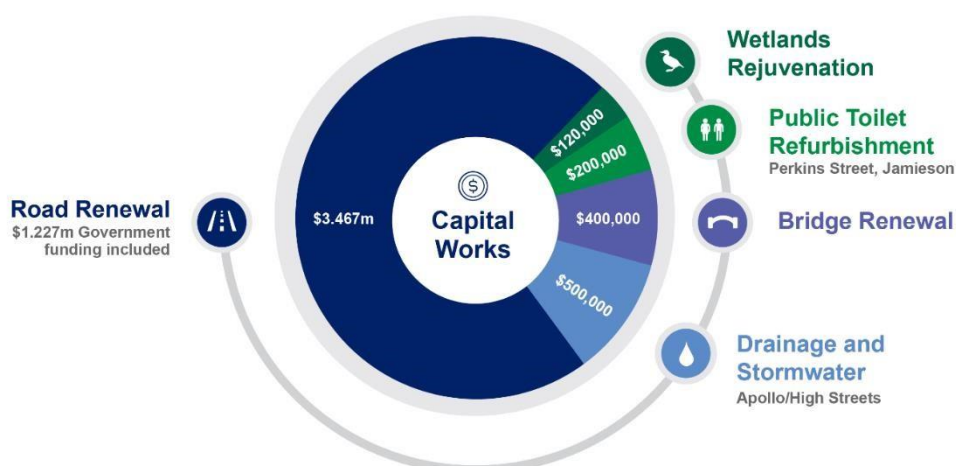 Wetlands
Rejuvenation
$120,000
Public Toilet
Refurbishment
Perkins Street, Jamieson
$200,000
Road Renewal
$1.227m Government
funding included
$3.467m
Capital
Works
$400,000
Bridge Renewal
$500,000
Drainage and
Stormwater
Apollo/High Streets